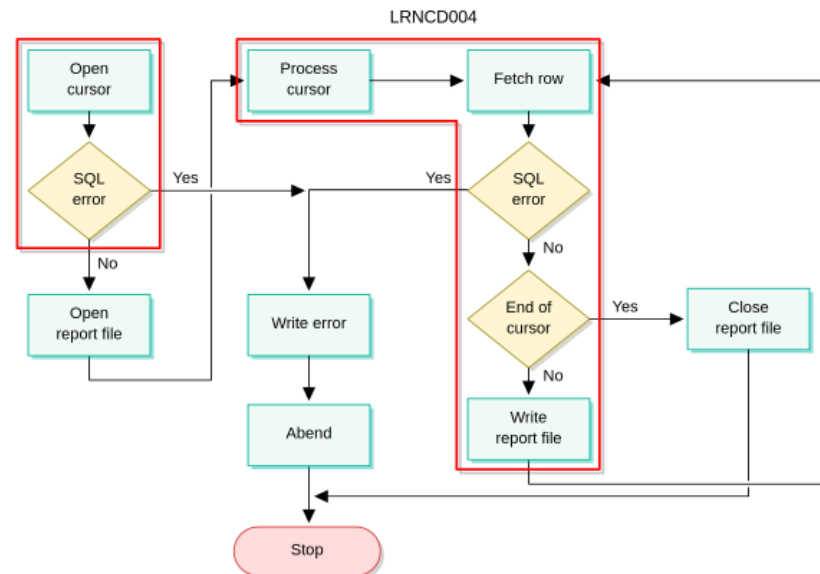 LRNCD004
Open
cursor
SQL
error
Yes
No
Open
report file
Process
cursor
Fetch row
Yes
SQL
error
No
End of
cursor
Yes
No
Write
report file
Close
report file
Write error
Abend
Stop